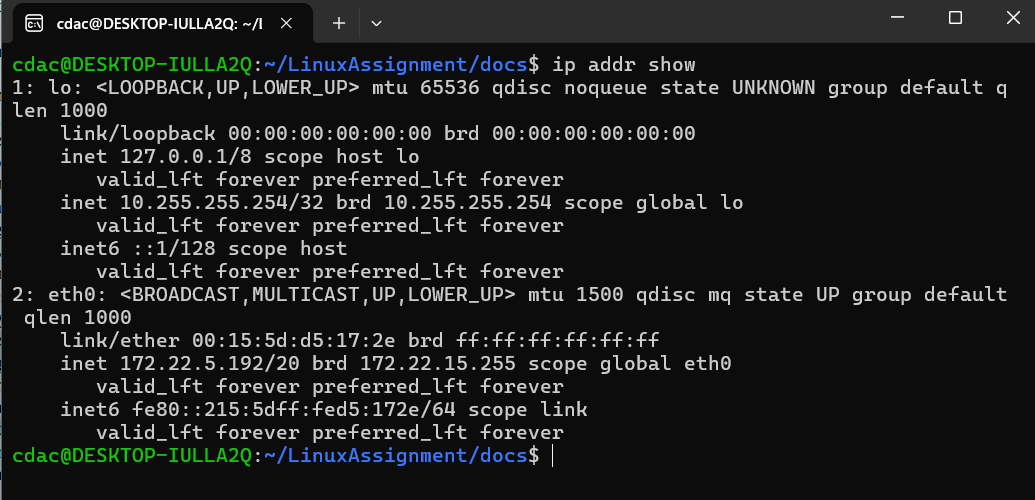 cdac@DESKTOP-IULLA2Q: ~/l
cdac@DESKTOP-IULLA2Q:~/LinuxAssignment/docs$ ip addr show
1: lo: <LOOPBACK,UP,LOWER_UP> mtu 65536 qdisc noqueue state UNKNOWN group default q
len 1000
    link/loopback 00:00:00:00:00:00 brd 00:00:00:00:00:00
    inet 127.0.0.1/8 scope host lo
       valid_lft forever preferred_lft forever
    inet 10.255.255.254/32 brd 10.255.255.254 scope global lo
       valid_lft forever preferred_lft forever
    inet6 ::1/128 scope host
       valid_lft forever preferred_lft forever
2: eth0: <BROADCAST,MULTICAST,UP,LOWER_UP> mtu 1500 qdisc mq state UP group default
 qlen 1000
    link/ether 00:15:5d:d5:17:2e brd ff:ff:ff:ff:ff:ff
    inet 172.22.5.192/20 brd 172.22.15.255 scope global eth0
       valid_lft forever preferred_lft forever
    inet6 fe80::215:5dff:fed5:172e/64 scope link
       valid_lft forever preferred_lft forever
cdac@DESKTOP-IULLA2Q:~/LinuxAssignment/docs$